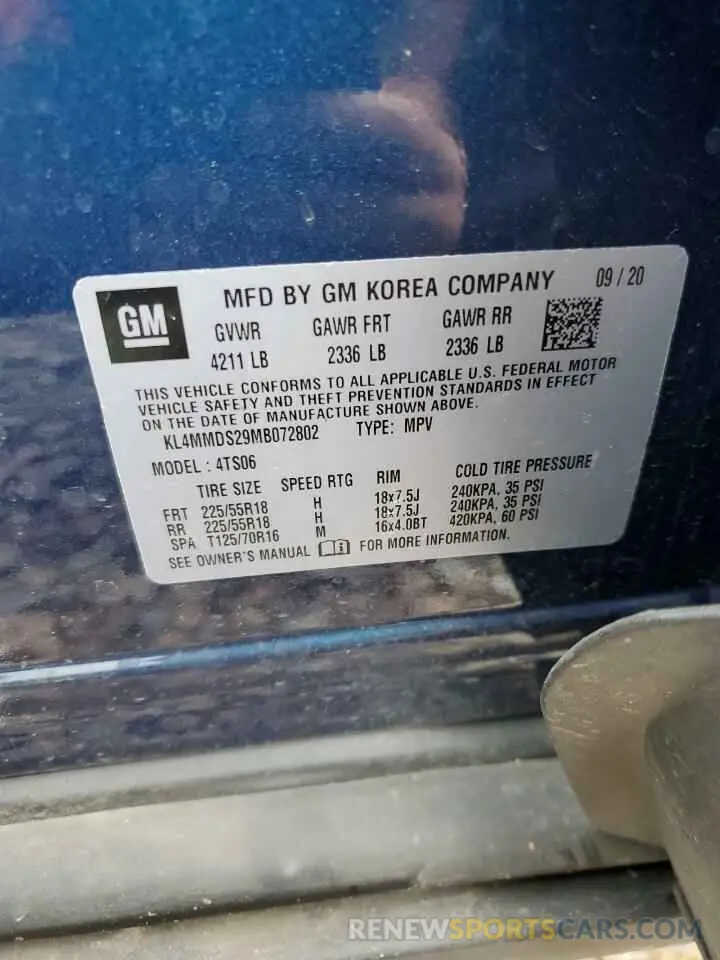 GM
MFD BY GM KOREA COMPANY 09 / 20
GVWR GAWR FRT GAWR RR
4211 LB 2336 LB 2336 LB
THIS VEHICLE CONFORMS TO ALL APPLICABLE U.S. FEDERAL MOTOR
VEHICLE SAFETY AND THEFT PREVENTION STANDARDS IN EFFECT
ON THE DATE OF MANUFACTURE SHOWN ABOVE.
KL4MMDS29MB072802 TYPE: MPV
MODEL : 4TS06
TIRE SIZE SPEED RTG RIM COLD TIRE PRESSURE
FRT 225/55R18 H 18x7.5J 240KPA, 35 PSI
RR 225/55R18 H 18x7.5J 240KPA, 35 PSI
SPA T125/70R16 M 16x4.0BT 420KPA, 60 PSI
SEE OWNER'S MANUAL FOR MORE INFORMATION.
RENEWSPORTSCARS.COM/